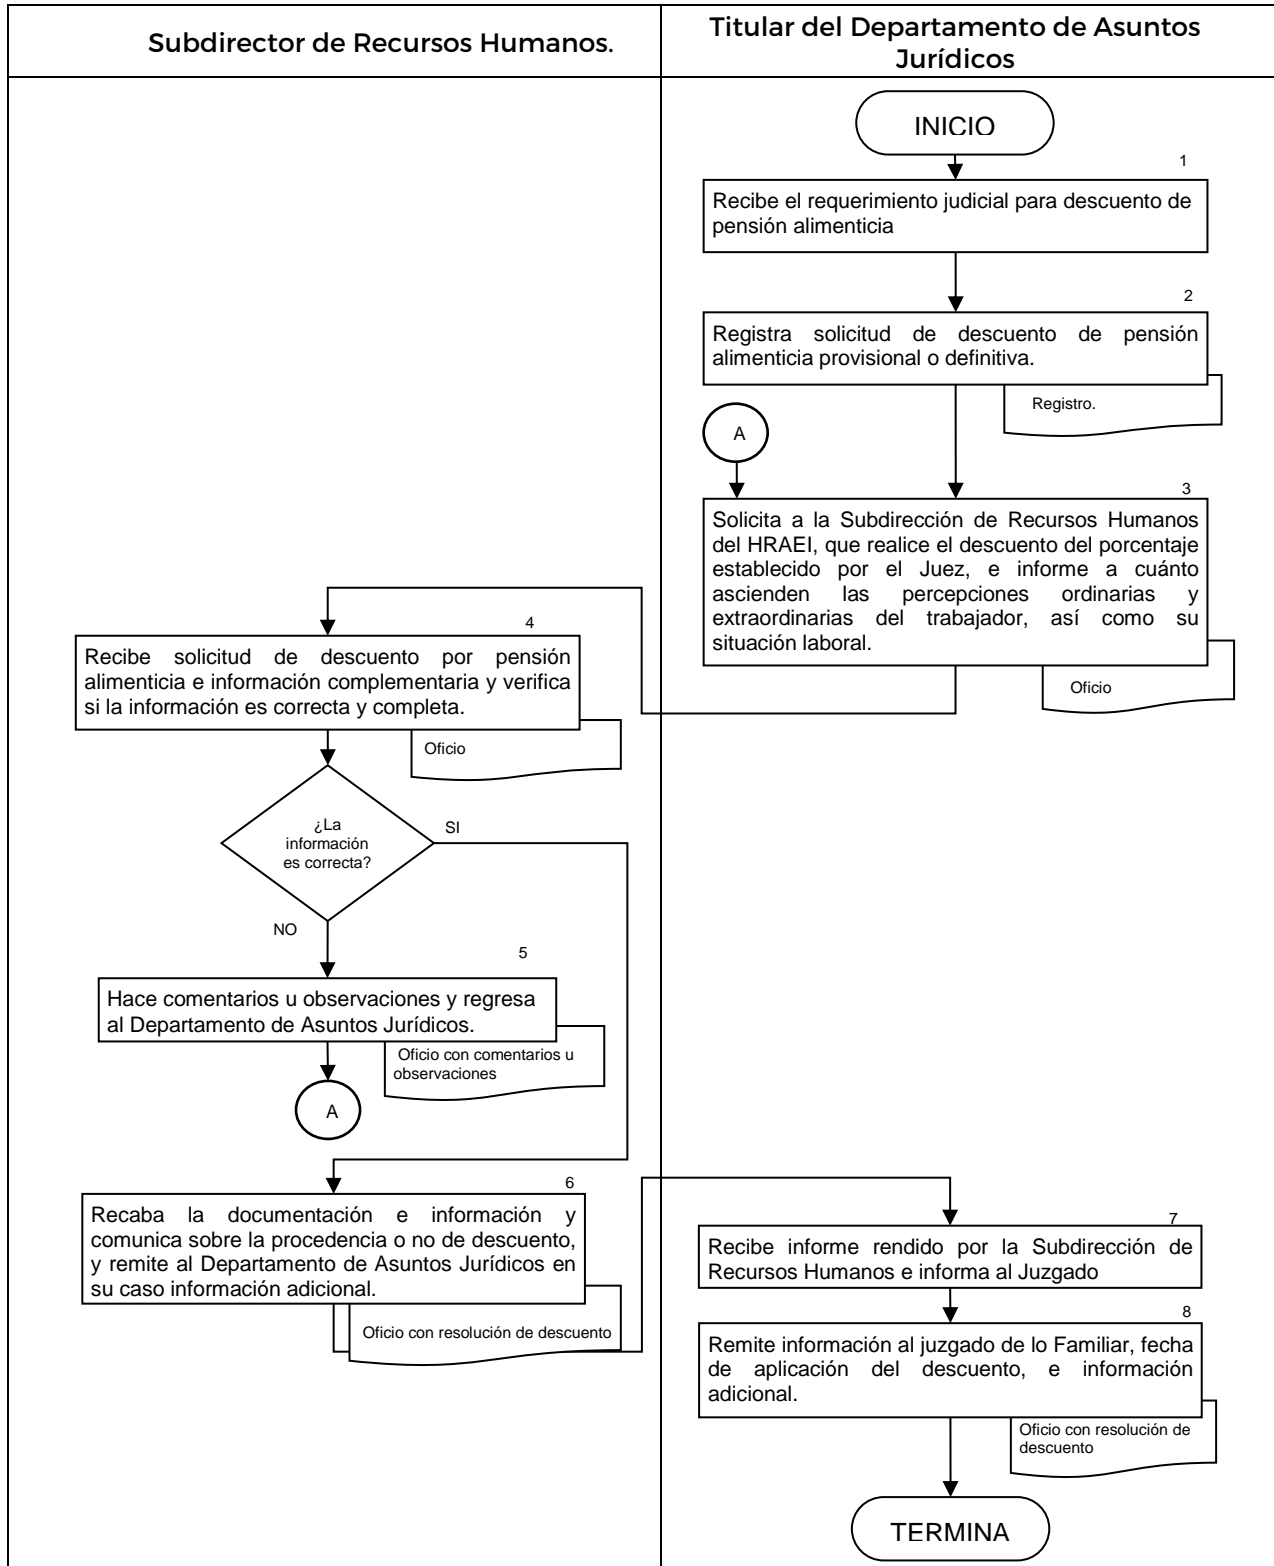 Subdirector de Recursos Humanos.
Titular del Departamento de Asuntos
Jurídicos
INICIO
1
Recibe el requerimiento judicial para descuento de
pensión alimenticia
2
Registra solicitud de descuento de pensión
alimenticia provisional o definitiva.
Registro.
A
3
Solicita a la Subdirección de Recursos Humanos
del HRAEI, que realice el descuento del porcentaje
establecido por el Juez, e informe a cuánto
ascienden las percepciones ordinarias y
extraordinarias del trabajador, así como su
situación laboral.
Oficio
4
Recibe solicitud de descuento por pensión
alimenticia e información complementaria y verifica
si la información es correcta y completa.
Oficio
¿La
información
es correcta?
SI
NO
5
Hace comentarios u observaciones y regresa
al Departamento de Asuntos Jurídicos.
Oficio con comentarios u
observaciones
A
6
Recaba la documentación e información y
comunica sobre la procedencia o no de descuento,
y remite al Departamento de Asuntos Jurídicos en
su caso información adicional.
Oficio con resolución de descuento
7
Recibe informe rendido por la Subdirección de
Recursos Humanos e informa al Juzgado
8
Remite información al juzgado de lo Familiar, fecha
de aplicación del descuento, e información
adicional.
Oficio con resolución de
descuento
TERMINA